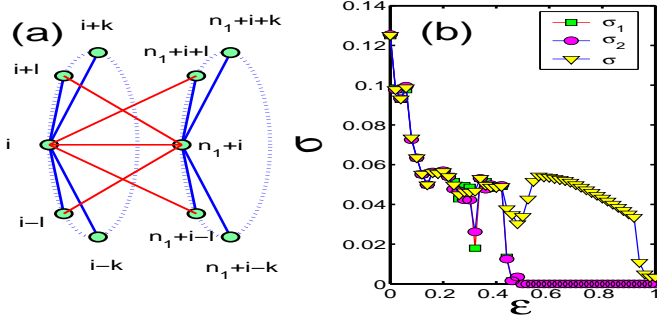 (a)
i+k
n₁+i+k
i+l
n₁+i+l
i
n₁+i
i−l
n₁+i−l
i−k
n₁+i−k
(b)
σ₁
σ₂
σ
0.14
0.12
0.1
0.08
0.06
0.04
0.02
0
σ
0 0.2 0.4 0.6 0.8 1
ε